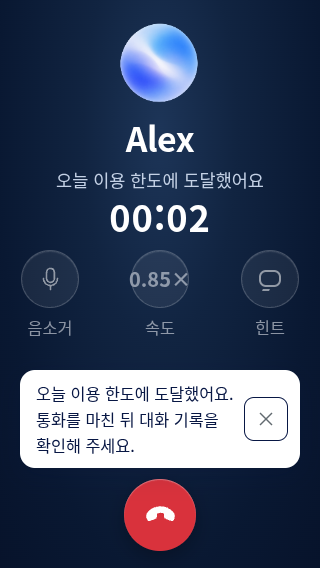 Alex
오늘 이용 한도에 도달했어요
00:02
0.85×
음소거
속도
힌트
오늘 이용 한도에 도달했어요.
통화를 마친 뒤 대화 기록을
확인해 주세요.